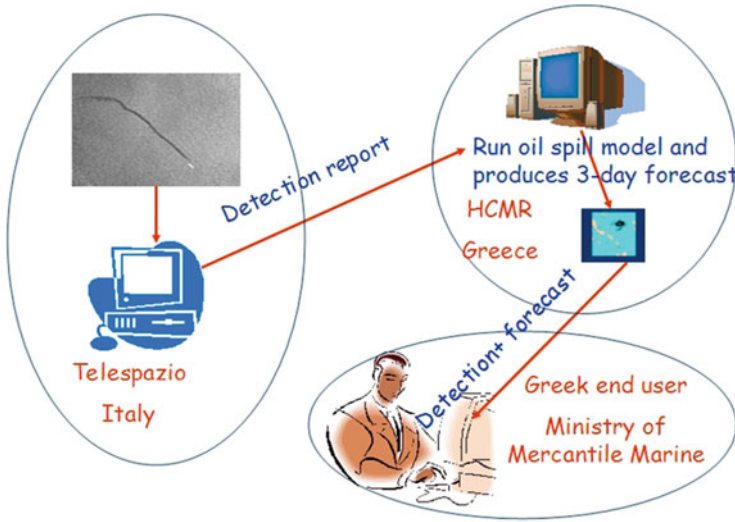 Telespazio
Italy
Detection report
Run oil spill model and
produces 3-day forecast
HCMR
Greece
Detection+ forecast
Greek end user
Ministry of
Mercantile Marine